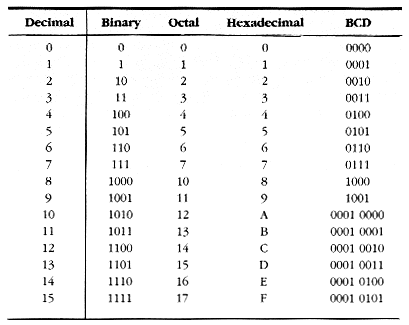 Decimal Binary Octal Hexadecimal BCD
0 0 0 0 0000
1 1 1 1 0001
2 10 2 2 0010
3 11 3 3 0011
4 100 4 4 0100
5 101 5 5 0101
6 110 6 6 0110
7 111 7 7 0111
8 1000 10 8 1000
9 1001 11 9 1001
10 1010 12 A 0001 0000
11 1011 13 B 0001 0001
12 1100 14 C 0001 0010
13 1101 15 D 0001 0011
14 1110 16 E 0001 0100
15 1111 17 F 0001 0101